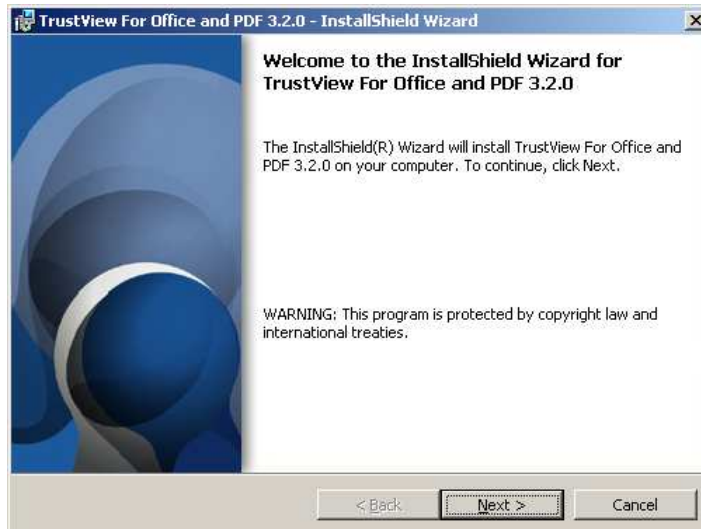 TrustView For Office and PDF 3.2.0 - InstallShield Wizard
Welcome to the InstallShield Wizard for
TrustView For Office and PDF 3.2.0
The InstallShield(R) Wizard will install TrustView For Office and
PDF 3.2.0 on your computer. To continue, click Next.
WARNING: This program is protected by copyright law and
international treaties.
< Back Next > Cancel